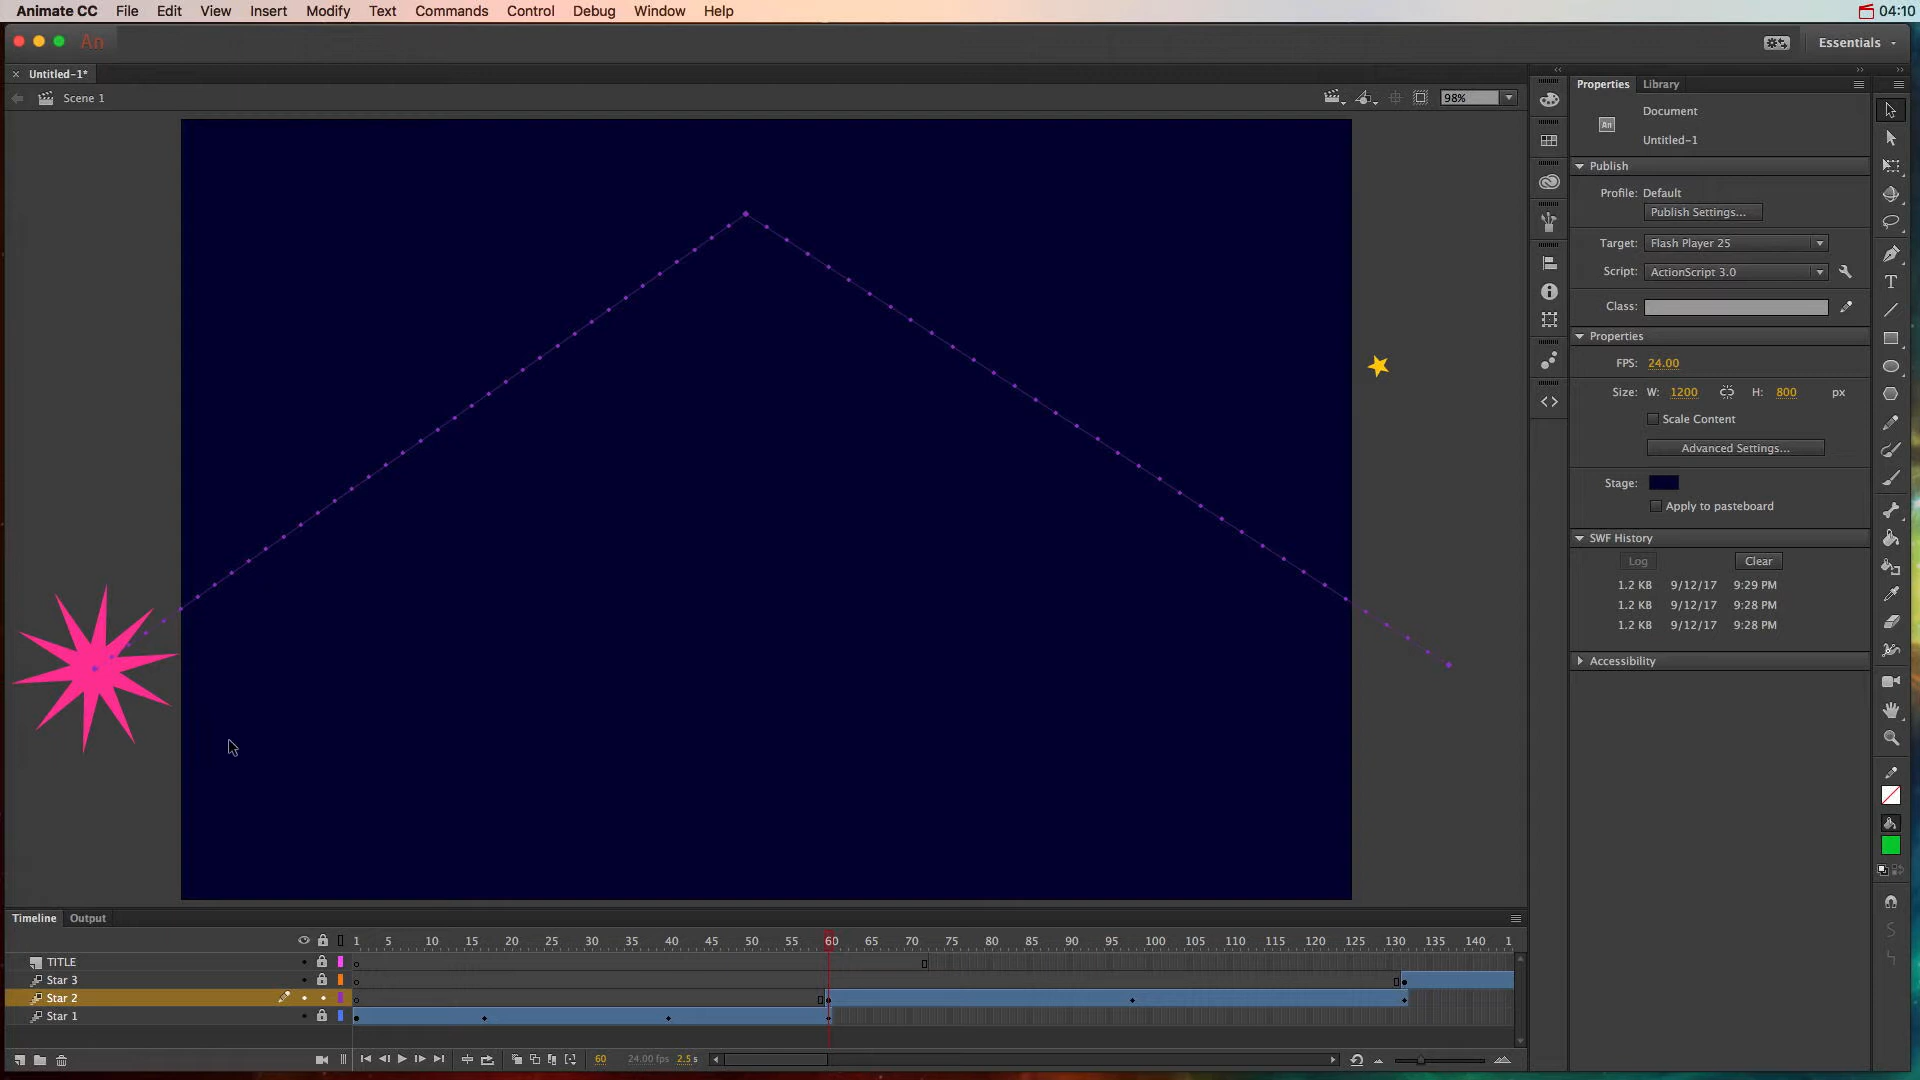 Animate CC File Edit View Insert Modify Text Commands Control Debug Window Help 04:10
An Essentials
Untitled-1*
Scene 1 98%
Properties Library
Document
An
Untitled-1
Publish
Profile: Default
Publish Settings...
Target: Flash Player 25
Script: ActionScript 3.0
Class:
Properties
FPS: 24.00
Size: W: 1200 H: 800 px
Scale Content
Advanced Settings...
Stage:
Apply to pasteboard
SWF History
Log Clear
1.2 KB 9/12/17 9:29 PM
1.2 KB 9/12/17 9:28 PM
1.2 KB 9/12/17 9:28 PM
Accessibility
Timeline Output
1 5 10 15 20 25 30 35 40 45 50 55 60 65 70 75 80 85 90 95 100 105 110 115 120 125 130 135 140 1
TITLE
Star 3
Star 2
Star 1
60 24.00 fps 2.5 s